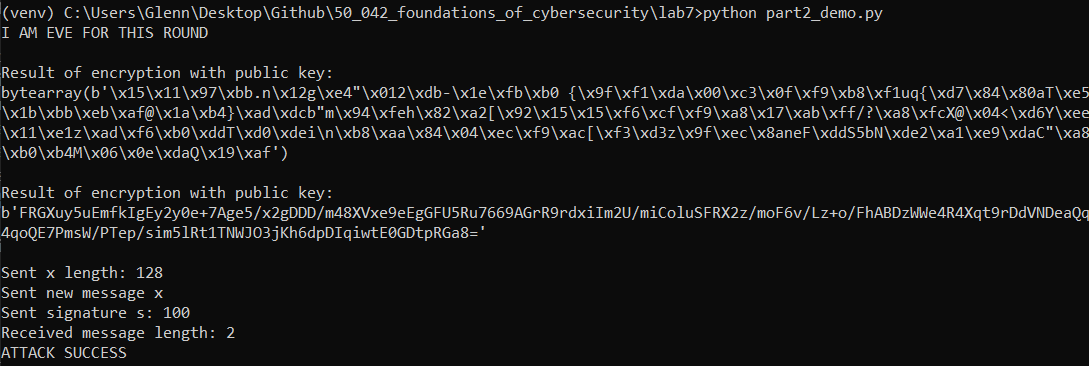 (venv) C:\Users\Glenn\Desktop\Github\50_042_foundations_of_cybersecurity\lab7>python part2_demo.py
I AM EVE FOR THIS ROUND
Result of encryption with public key:
bytearray(b'\x15\x11\x97\xbb.n\x12g\xe4"\x012\xdb-\x1e\xfb\xb0 {\x9f\xf1\xda\x00\xc3\x0f\xf9\xb8\xf1uq{\xd7\x84\x80aT\xe5
\x1b\xbb\xeb\xaf@\x1a\xb4}\xad\xdcb"m\x94\xfeh\x82\xa2[\x92\x15\x15\xf6\xcf\xf9\xa8\x17\xab\xff/?\xa8\xfcX@\x04<\xd6Y\xee
\x11\xe1z\xad\xf6\xb0\xddT\xd0\xdei\n\xb8\xaa\x84\x04\xec\xf9\xac[\xf3\xd3z\x9f\xec\x8aneF\xddS5bN\xde2\xa1\xe9\xdaC"\xa8
\xb0\xb4M\x06\x0e\xdaQ\x19\xaf')
Result of encryption with public key:
b'FRGXuy5uEmfkIgEy2y0e+7Age5/x2gDDD/m48XVxe9eEgGFU5Ru7669AGrR9rdxiIm2U/miColuSFRX2z/moF6v/Lz+o/FhABDzWWe4R4Xqt9rDdVNDeaQq
4qoQE7PmsW/PTep/sim5lRt1TNWJO3jKh6dpDIqiwtE0GDtpRGa8='
Sent x length: 128
Sent new message x
Sent signature s: 100
Received message length: 2
ATTACK SUCCESS